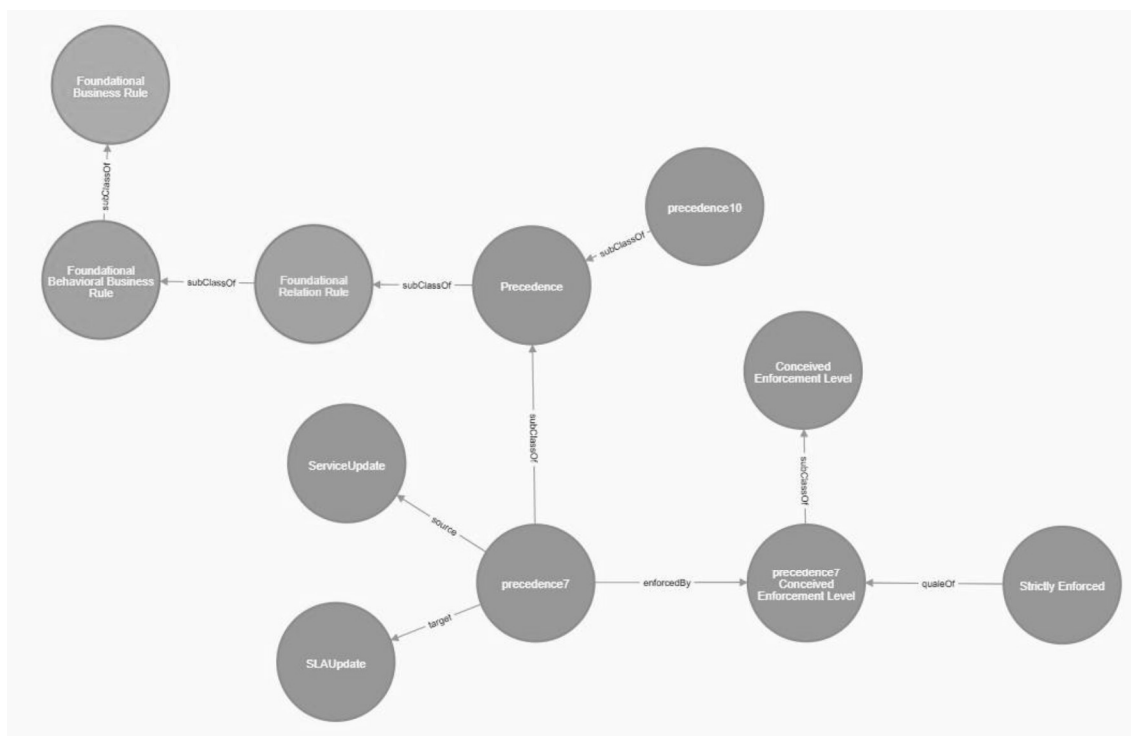 Foundational
Business Rule
subClassOf
precedence10
subClassOf
Foundational
Behavioral Business
Rule
subClassOf
Foundational
Relation Rule
subClassOf
Precedence
Conceived
Enforcement Level
subClassOf
subClassOf
ServiceUpdate
source
precedence7
enforcedBy
precedence7
Conceived
Enforcement Level
qualeOf
Strictly Enforced
target
SLAUpdate